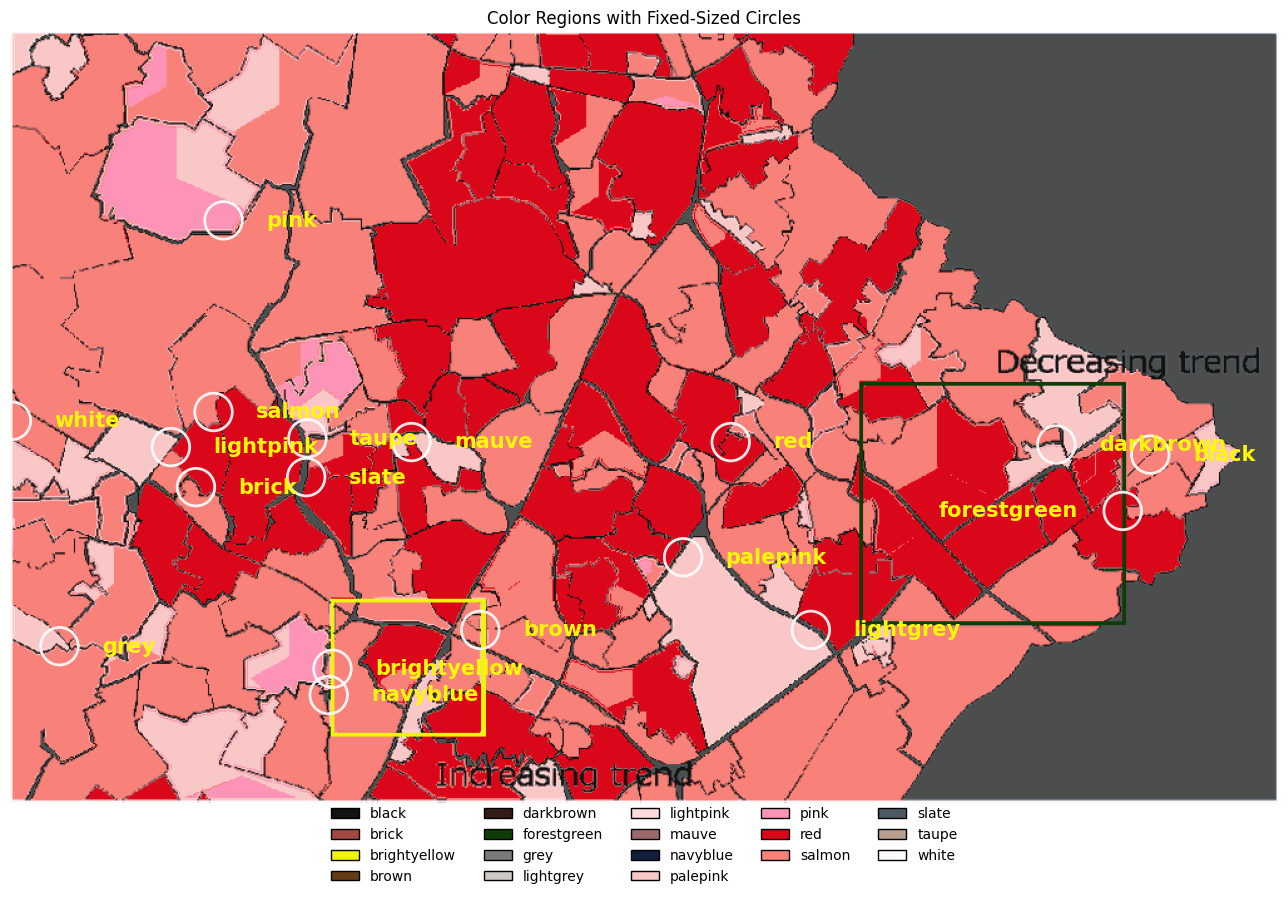 Color Regions with Fixed-Sized Circles
pink
Decreasing trend
salmon
white
taupe
mauve
red
darkbrown
lightpink
black
slate
brick
forestgreen
palepink
brown
lightgrey
grey
brightyellow
navyblue
Increasing trend
black
darkbrown
lightpink
pink
slate
brick
forestgreen
mauve
red
taupe
brightyellow
grey
navyblue
salmon
white
brown
lightgrey
palepink